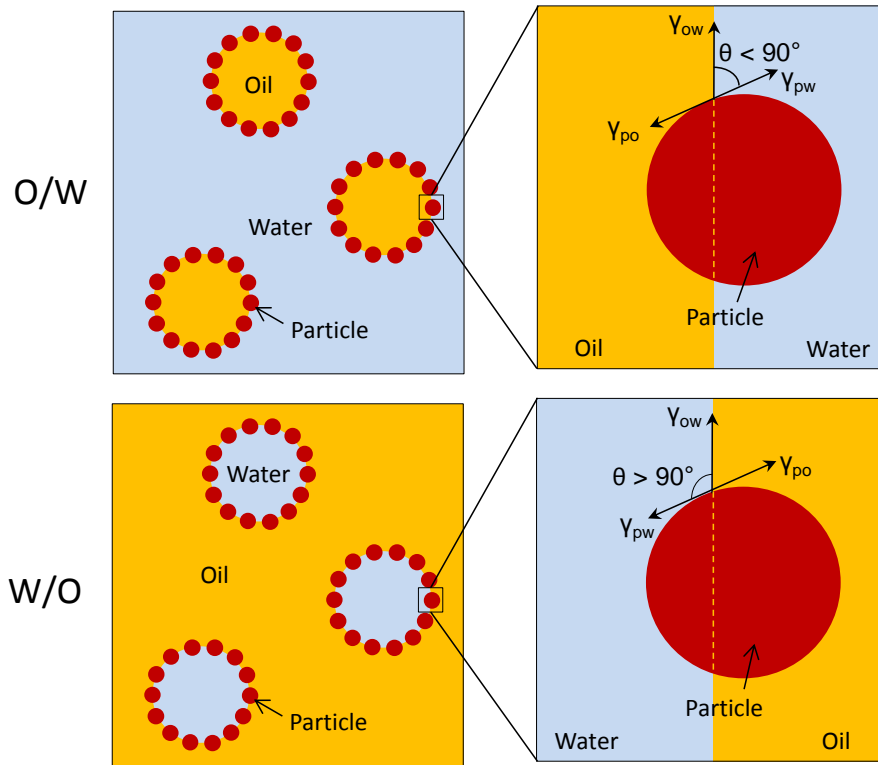 O/W
Oil
Water
Particle
γow
θ < 90°
γpw
γpo
Particle
Oil
Water
W/O
Water
Oil
Particle
γow
θ > 90°
γpo
γpw
Particle
Water
Oil